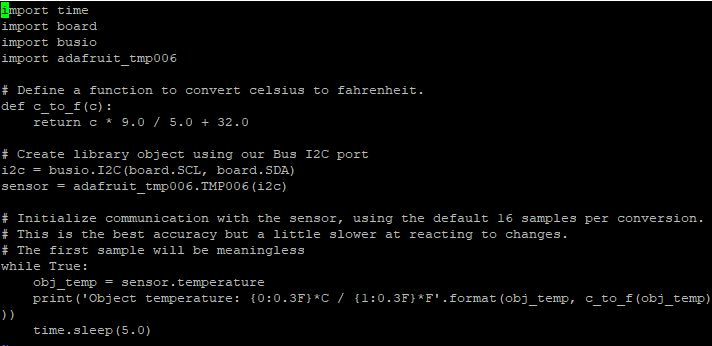 import time
import board
import busio
import adafruit_tmp006

# Define a function to convert celsius to fahrenheit.
def c_to_f(c):
    return c * 9.0 / 5.0 + 32.0

# Create library object using our Bus I2C port
i2c = busio.I2C(board.SCL, board.SDA)
sensor = adafruit_tmp006.TMP006(i2c)

# Initialize communication with the sensor, using the default 16 samples per conversion.
# This is the best accuracy but a little slower at reacting to changes.
# The first sample will be meaningless
while True:
    obj_temp = sensor.temperature
    print('Object temperature: {0:0.3F}*C / {1:0.3F}*F'.format(obj_temp, c_to_f(obj_temp)
))
    time.sleep(5.0)